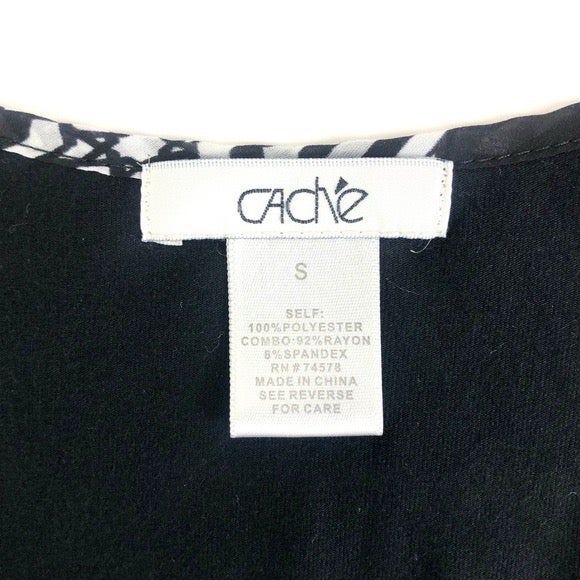 CACHÉ
S
SELF:
100%POLYESTER
COMBO:92%RAYON
8%SPANDEX
RN # 74578
MADE IN CHINA
SEE REVERSE
FOR CARE